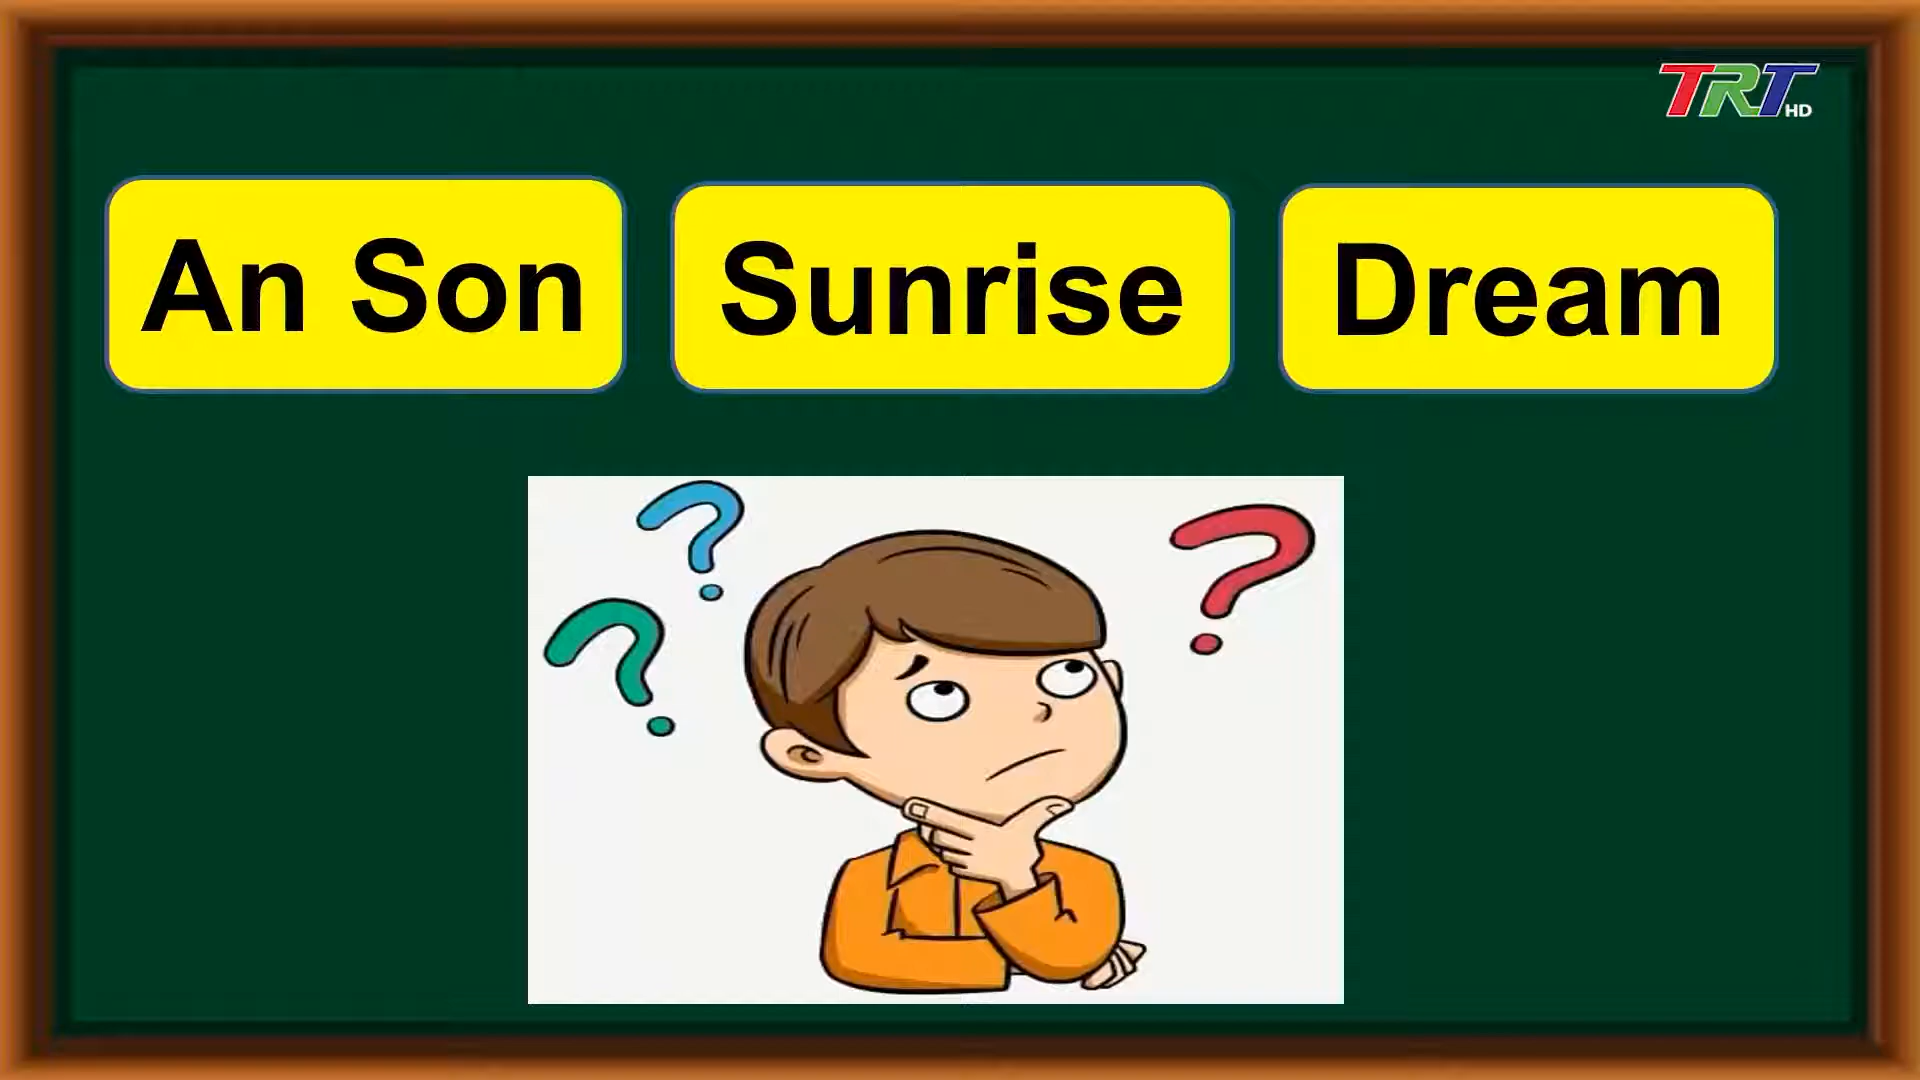 TRT HD
An Son
Sunrise
Dream
? ? ?